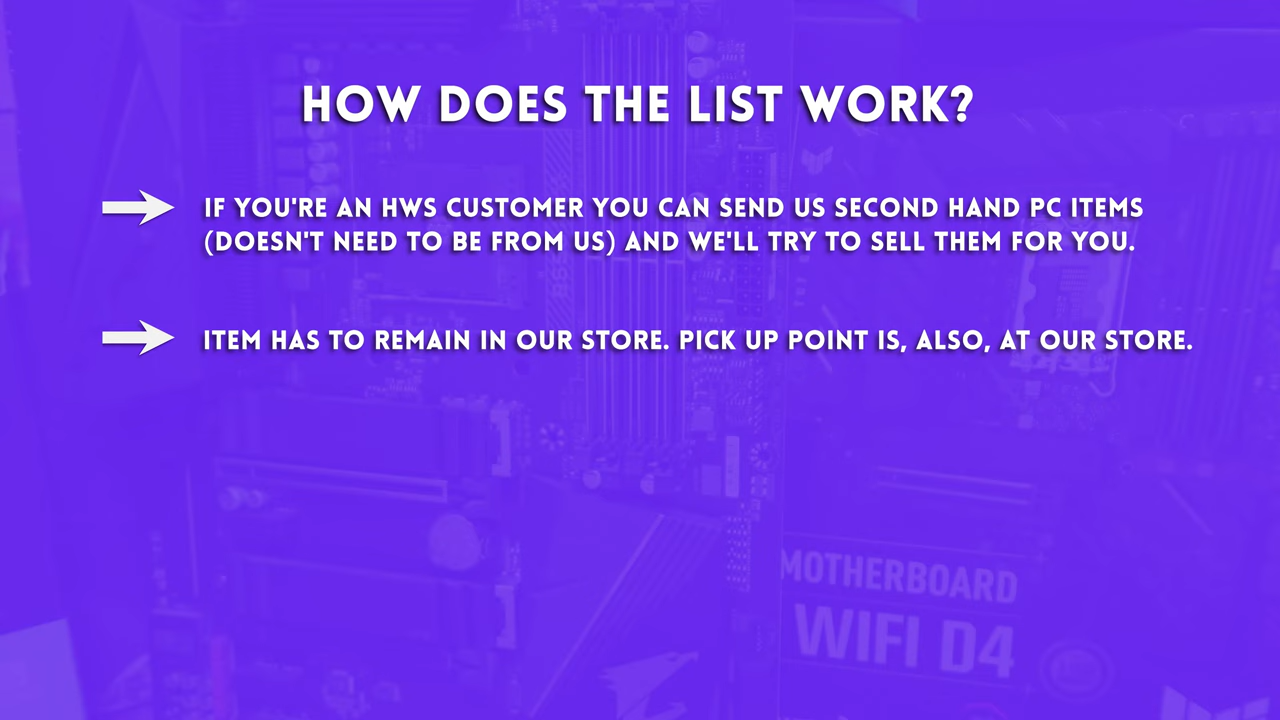 HOW DOES THE LIST WORK?
IF YOU'RE AN HWS CUSTOMER YOU CAN SEND US SECOND HAND PC ITEMS
(DOESN'T NEED TO BE FROM US) AND WE'LL TRY TO SELL THEM FOR YOU.
ITEM HAS TO REMAIN IN OUR STORE. PICK UP POINT IS, ALSO, AT OUR STORE.
MOTHERBOARD
WIFI D4